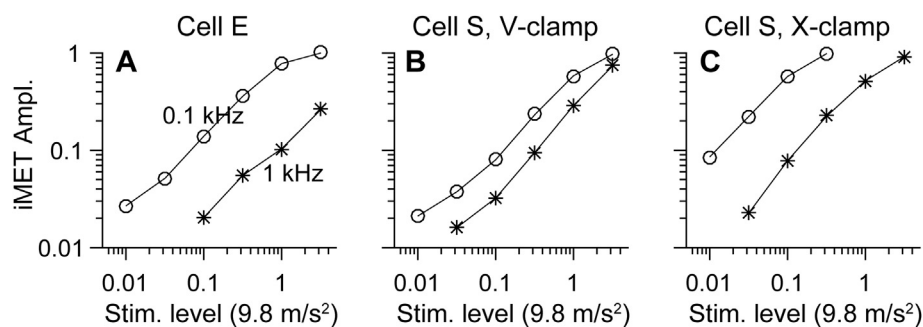 Cell E
Cell S, V-clamp
Cell S, X-clamp
A
B
C
iMET Ampl.
1
0.1
0.01
0.1 kHz
1 kHz
0.01 0.1 1
0.01 0.1 1
0.01 0.1 1
Stim. level (9.8 m/s²)
Stim. level (9.8 m/s²)
Stim. level (9.8 m/s²)